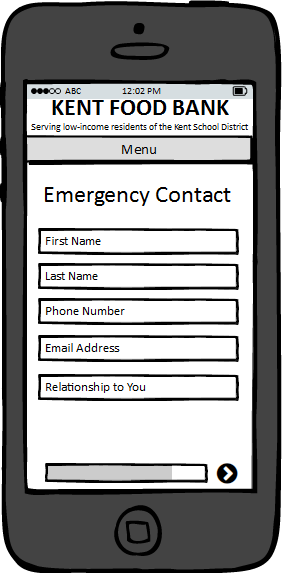 ABC 12:02 PM
KENT FOOD BANK
Serving low-income residents of the Kent School District
Menu
Emergency Contact
First Name
Last Name
Phone Number
Email Address
Relationship to You